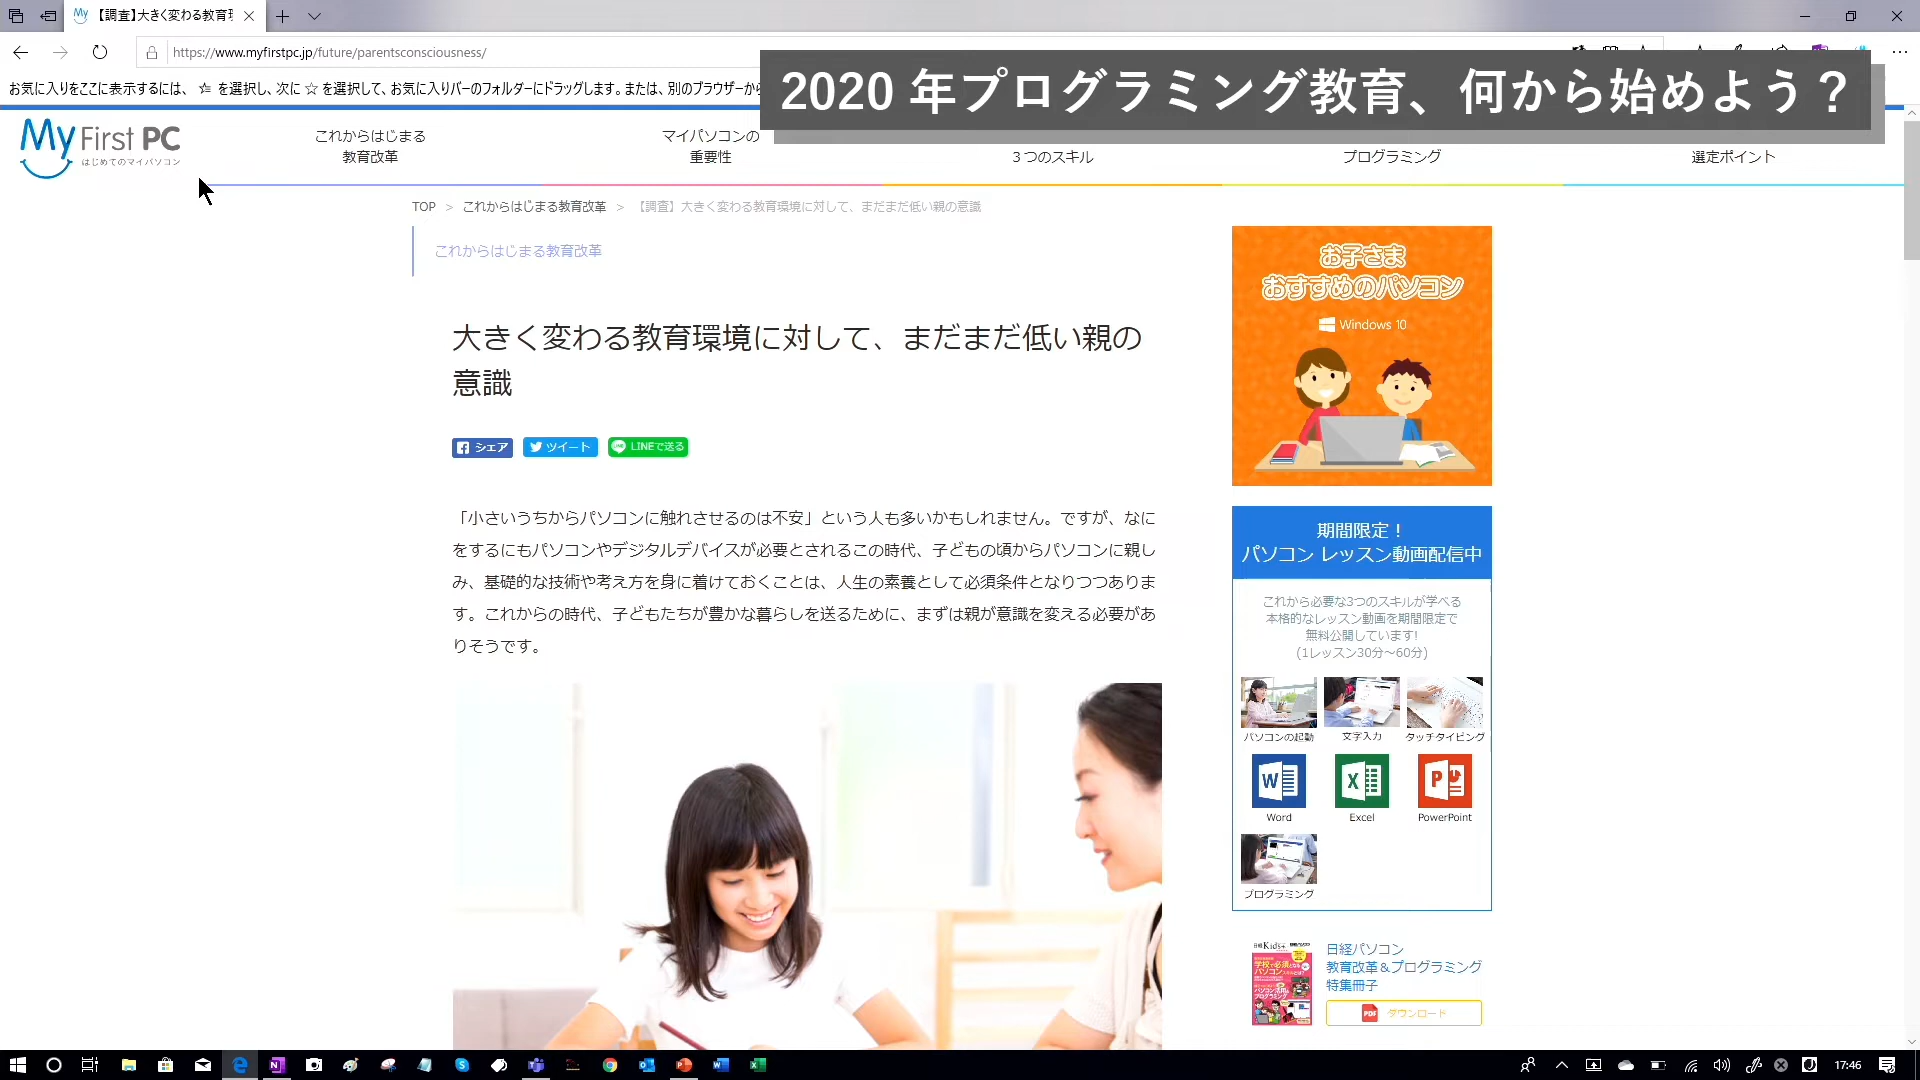 【調査】大きく変わる教育環
https://www.myfirstpc.jp/future/parentsconsciousness/
お気に入りをここに表示するには、 を選択し、次に ☆ を選択して、お気に入りバーのフォルダーにドラッグします。または、別のブラウザーから
2020 年プログラミング教育、何から始めよう？
My First PC
はじめてのマイパソコン
これからはじまる
教育改革
マイパソコンの
重要性
３つのスキル
プログラミング
選定ポイント
TOP > これからはじまる教育改革 > 【調査】大きく変わる教育環境に対して、まだまだ低い親の意識
これからはじまる教育改革
大きく変わる教育環境に対して、まだまだ低い親の
意識
シェア
ツイート
LINEで送る
「小さいうちからパソコンに触れさせるのは不安」という人も多いかもしれません。ですが、なに
をするにもパソコンやデジタルデバイスが必要とされるこの時代、子どもの頃からパソコンに親し
み、基礎的な技術や考え方を身に着けておくことは、人生の素養として必須条件となりつつありま
す。これからの時代、子どもたちが豊かな暮らしを送るために、まずは親が意識を変える必要があ
りそうです。
お子さま
おすすめのパソコン
Windows 10
期間限定！
パソコン レッスン動画配信中
これから必要な3つのスキルが学べる
本格的なレッスン動画を期間限定で
無料公開しています!
(1レッスン30分～60分)
パソコンの起動
文字入力
タッチタイピング
Word
Excel
PowerPoint
プログラミング
日経パソコン
教育改革＆プログラミング
特集冊子
PDF ダウンロード
17:46